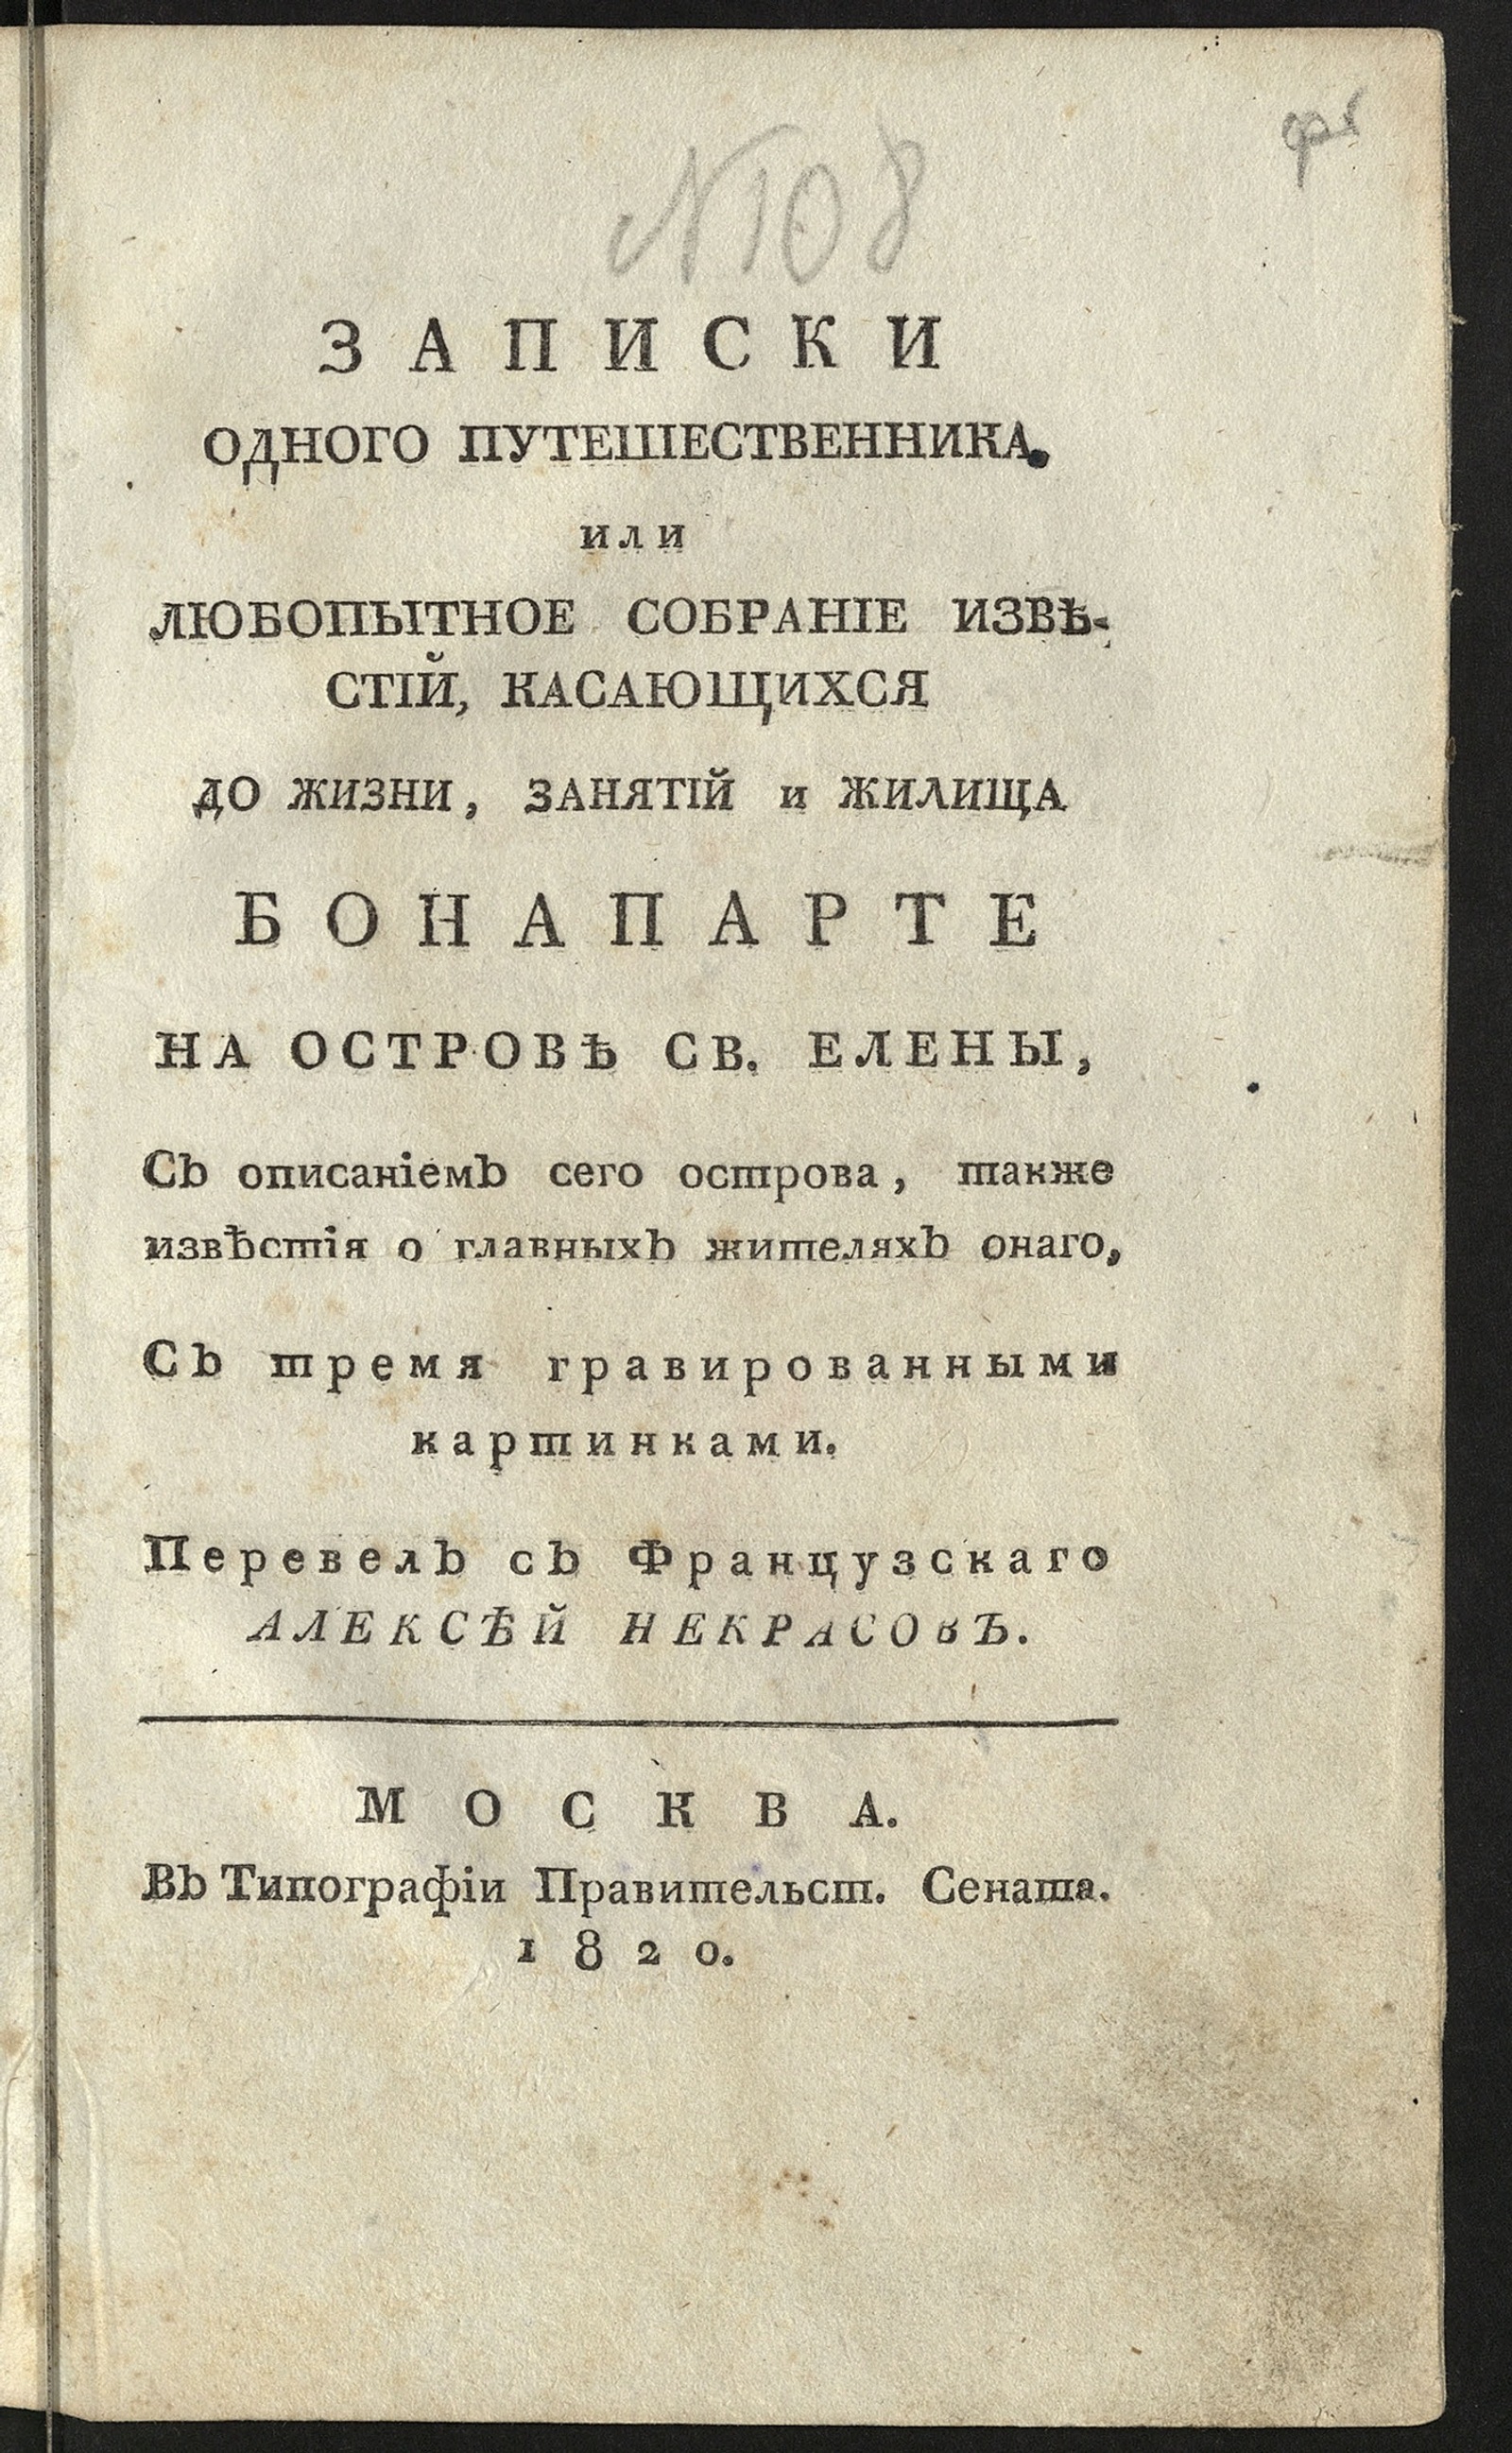 N108
ЗАПИСКИ
ОДНОГО ПУТЕШЕСТВЕННИКА.
или
ЛЮБОПЫТНОЕ СОБРАНІЕ ИЗВѢ-
СТІЙ, КАСАЮЩИХСЯ
ДО ЖИЗНИ, ЗАНЯТІЙ и ЖИЛИЩА
БОНАПАРТЕ
НА ОСТРОВѢ СВ. ЕЛЕНЫ,
Съ описаніемъ сего острова, также
извѣстія о главныхъ жителяхъ онаго,
Съ тремя гравированными
картинками.
Перевелъ съ Французскаго
АЛЕКСѢЙ НЕКРАСОВЪ.
МОСКВА.
Въ Типографіи Правительст. Сената.
1820.